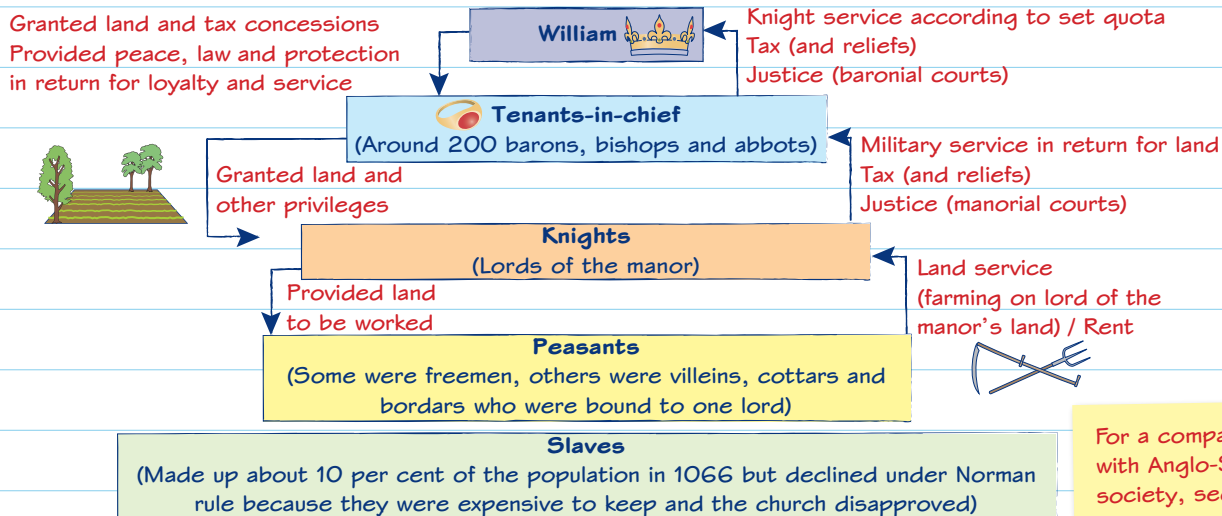 Granted land and tax concessions
Provided peace, law and protection
in return for loyalty and service
William
Knight service according to set quota
Tax (and reliefs)
Justice (baronial courts)
Tenants-in-chief
(Around 200 barons, bishops and abbots)
Granted land and
other privileges
Military service in return for land
Tax (and reliefs)
Justice (manorial courts)
Knights
(Lords of the manor)
Provided land
to be worked
Land service
(farming on lord of the
manor's land) / Rent
Peasants
(Some were freemen, others were villeins, cottars and
bordars who were bound to one lord)
Slaves
(Made up about 10 per cent of the population in 1066 but declined under Norman
rule because they were expensive to keep and the church disapproved)
For a
with
society,